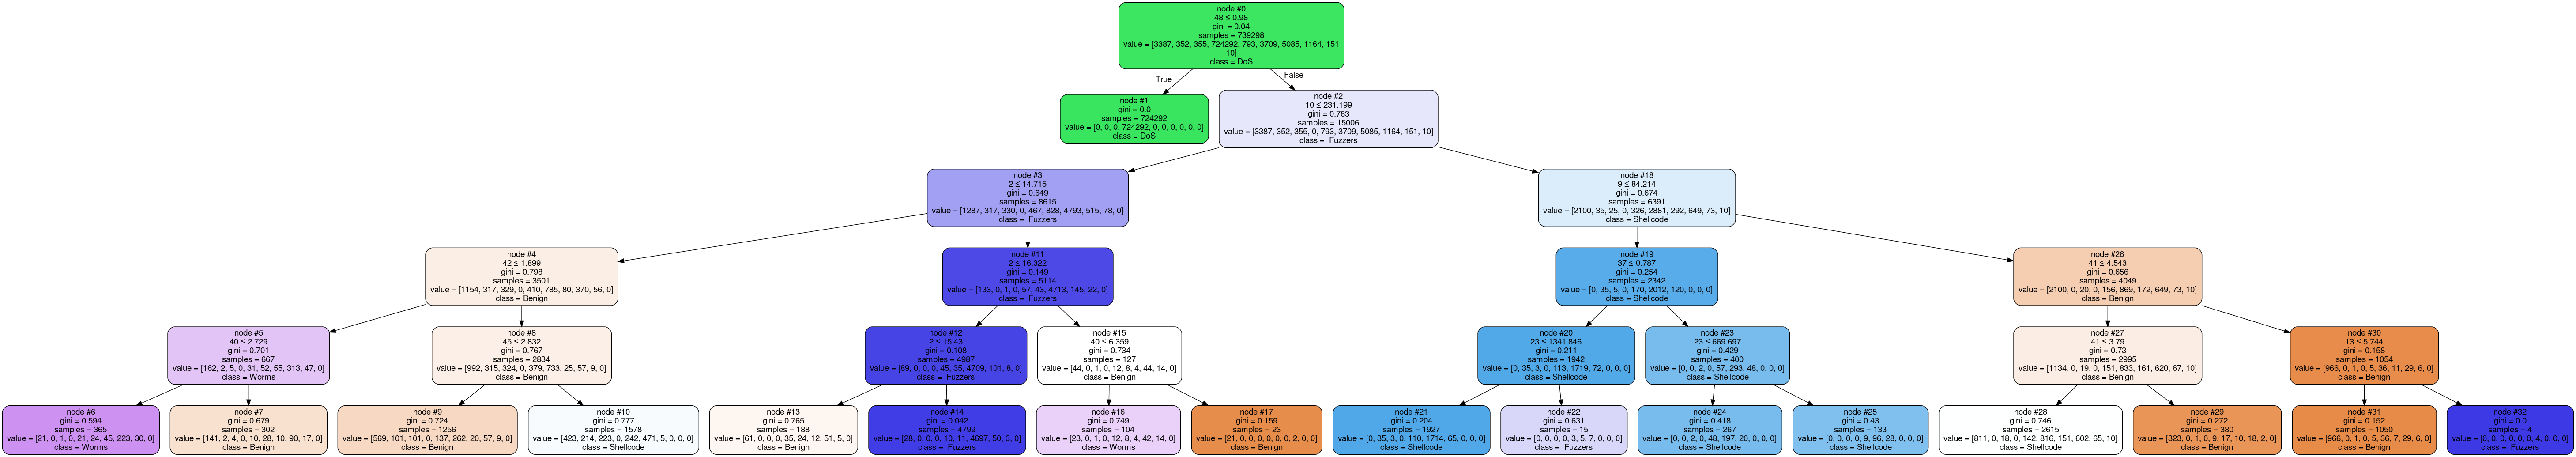 node #0
48 ≤ 0.98
gini = 0.04
samples = 739298
value = [3387, 352, 355, 724292, 793, 3709, 5085, 1164, 151
10]
class = DoS
True
False
node #1
gini = 0.0
samples = 724292
value = [0, 0, 0, 724292, 0, 0, 0, 0, 0, 0]
class = DoS
node #2
10 ≤ 231.199
gini = 0.763
samples = 15006
value = [3387, 352, 355, 0, 793, 3709, 5085, 1164, 151, 10]
class = Fuzzers
node #3
2 ≤ 14.715
gini = 0.649
samples = 8615
value = [1287, 317, 330, 0, 467, 828, 4793, 515, 78, 0]
class = Fuzzers
node #18
9 ≤ 84.214
gini = 0.674
samples = 6391
value = [2100, 35, 25, 0, 326, 2881, 292, 649, 73, 10]
class = Shellcode
node #4
42 ≤ 1.899
gini = 0.798
samples = 3501
value = [1154, 317, 329, 0, 410, 785, 80, 370, 56, 0]
class = Benign
node #11
2 ≤ 16.322
gini = 0.149
samples = 5114
value = [133, 0, 1, 0, 57, 43, 4713, 145, 22, 0]
class = Fuzzers
node #19
37 ≤ 0.787
gini = 0.254
samples = 2342
value = [0, 35, 5, 0, 170, 2012, 120, 0, 0, 0]
class = Shellcode
node #26
41 ≤ 4.543
gini = 0.656
samples = 4049
value = [2100, 0, 20, 0, 156, 869, 172, 649, 73, 10]
class = Benign
node #5
40 ≤ 2.729
gini = 0.701
samples = 667
value = [162, 2, 5, 0, 31, 52, 55, 313, 47, 0]
class = Worms
node #8
45 ≤ 2.832
gini = 0.767
samples = 2834
value = [992, 315, 324, 0, 379, 733, 25, 57, 9, 0]
class = Benign
node #12
2 ≤ 15.43
gini = 0.108
samples = 4987
value = [89, 0, 0, 0, 45, 35, 4709, 101, 8, 0]
class = Fuzzers
node #15
40 ≤ 6.359
gini = 0.734
samples = 127
value = [44, 0, 1, 0, 12, 8, 4, 44, 14, 0]
class = Benign
node #20
23 ≤ 1341.846
gini = 0.211
samples = 1942
value = [0, 35, 3, 0, 113, 1719, 72, 0, 0, 0]
class = Shellcode
node #23
23 ≤ 669.697
gini = 0.429
samples = 400
value = [0, 0, 2, 0, 57, 293, 48, 0, 0, 0]
class = Shellcode
node #27
41 ≤ 3.79
gini = 0.73
samples = 2995
value = [1134, 0, 19, 0, 151, 833, 161, 620, 67, 10]
class = Benign
node #30
13 ≤ 5.744
gini = 0.158
samples = 1054
value = [966, 0, 1, 0, 5, 36, 11, 29, 6, 0]
class = Benign
node #6
gini = 0.594
samples = 365
value = [21, 0, 1, 0, 21, 24, 45, 223, 30, 0]
class = Worms
node #7
gini = 0.679
samples = 302
value = [141, 2, 4, 0, 10, 28, 10, 90, 17, 0]
class = Benign
node #9
gini = 0.724
samples = 1256
value = [569, 101, 101, 0, 137, 262, 20, 57, 9, 0]
class = Benign
node #10
gini = 0.777
samples = 1578
value = [423, 214, 223, 0, 242, 471, 5, 0, 0, 0]
class = Shellcode
node #13
gini = 0.765
samples = 188
value = [61, 0, 0, 0, 35, 24, 12, 51, 5, 0]
class = Benign
node #14
gini = 0.042
samples = 4799
value = [28, 0, 0, 0, 10, 11, 4697, 50, 3, 0]
class = Fuzzers
node #16
gini = 0.749
samples = 104
value = [23, 0, 1, 0, 12, 8, 4, 42, 14, 0]
class = Worms
node #17
gini = 0.159
samples = 23
value = [21, 0, 0, 0, 0, 0, 0, 2, 0, 0]
class = Benign
node #21
gini = 0.204
samples = 1927
value = [0, 35, 3, 0, 110, 1714, 65, 0, 0, 0]
class = Shellcode
node #22
gini = 0.631
samples = 15
value = [0, 0, 0, 0, 3, 5, 7, 0, 0, 0]
class = Fuzzers
node #24
gini = 0.418
samples = 267
value = [0, 0, 2, 0, 48, 197, 20, 0, 0, 0]
class = Shellcode
node #25
gini = 0.43
samples = 133
value = [0, 0, 0, 0, 9, 96, 28, 0, 0, 0]
class = Shellcode
node #28
gini = 0.746
samples = 2615
value = [811, 0, 18, 0, 142, 816, 151, 602, 65, 10]
class = Shellcode
node #29
gini = 0.272
samples = 380
value = [323, 0, 1, 0, 9, 17, 10, 18, 2, 0]
class = Benign
node #31
gini = 0.152
samples = 1050
value = [966, 0, 1, 0, 5, 36, 7, 29, 6, 0]
class = Benign
node #32
gini = 0.0
samples = 4
value = [0, 0, 0, 0, 0, 0, 4, 0, 0, 0]
class = Fuzzers